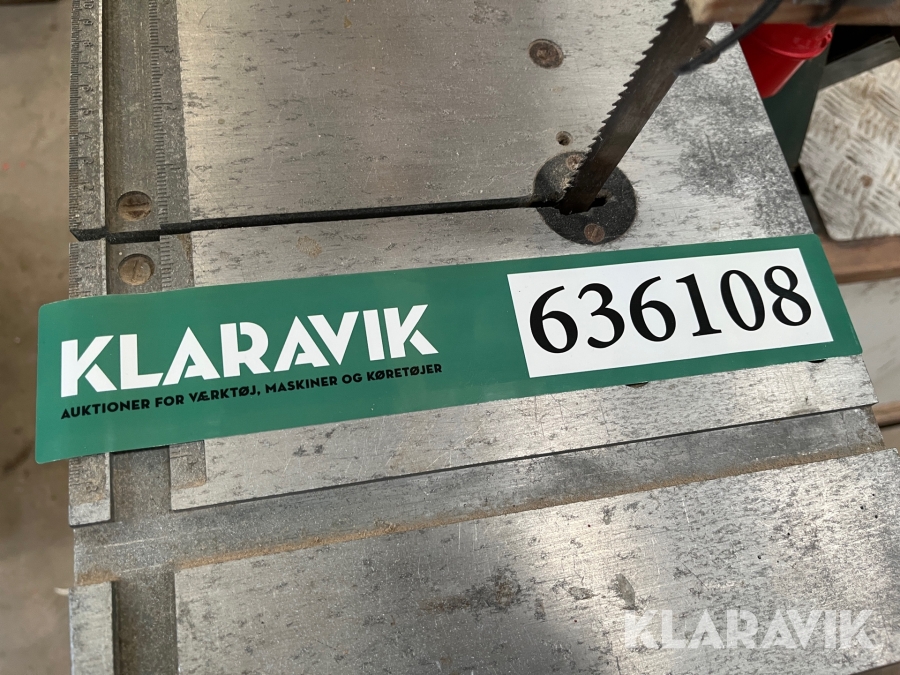 KLARAVIK
AUKTIONER FOR VÆRKTØJ, MASKINER OG KØRETØJER
636108
KLARAVIK